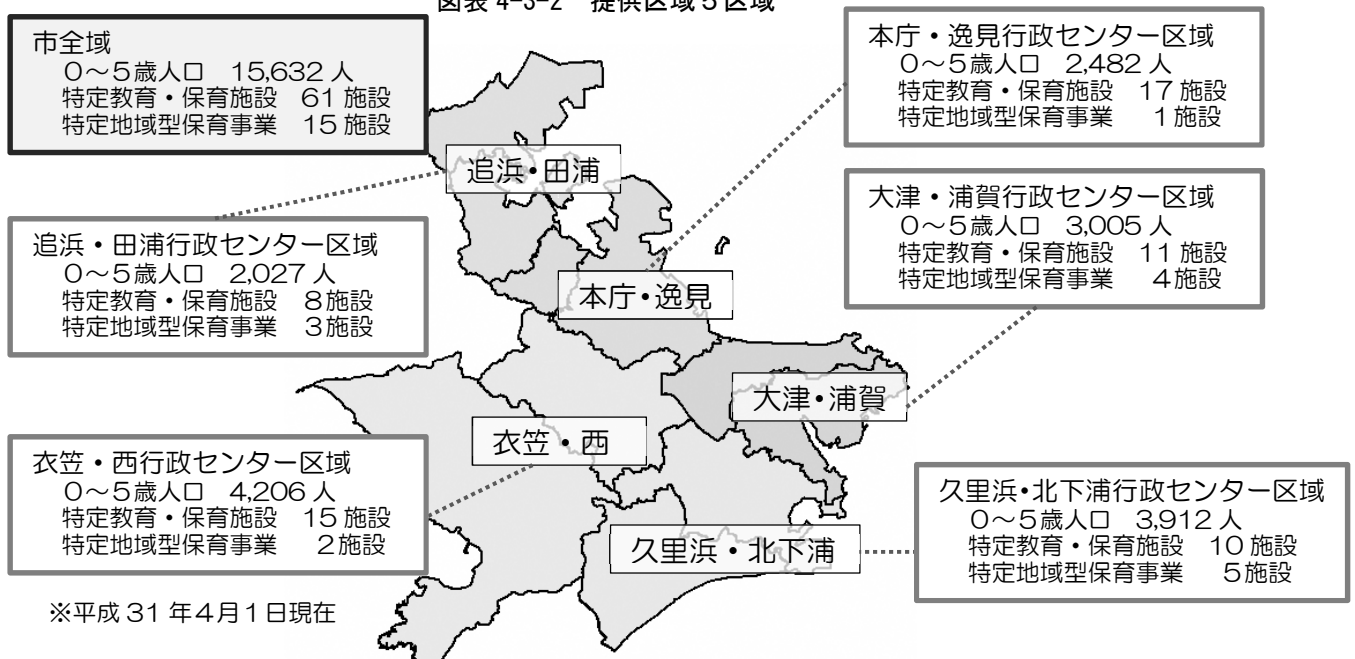 図表 4-3-2 提供区域５区域
市全域
０～５歳人口 15,632 人
特定教育・保育施設 61 施設
特定地域型保育事業 15 施設
本庁・逸見行政センター区域
０～５歳人口 2,482 人
特定教育・保育施設 17 施設
特定地域型保育事業 １施設
追浜・田浦
大津・浦賀行政センター区域
０～５歳人口 3,005 人
特定教育・保育施設 11 施設
特定地域型保育事業 ４施設
追浜・田浦行政センター区域
０～５歳人口 2,027 人
特定教育・保育施設 ８施設
特定地域型保育事業 ３施設
本庁・逸見
大津・浦賀
衣笠・西
衣笠・西行政センター区域
０～５歳人口 4,206 人
特定教育・保育施設 15 施設
特定地域型保育事業 ２施設
久里浜・北下浦行政センター区域
０～５歳人口 3,912 人
特定教育・保育施設 10 施設
特定地域型保育事業 ５施設
久里浜・北下浦
※平成 31 年４月１日現在